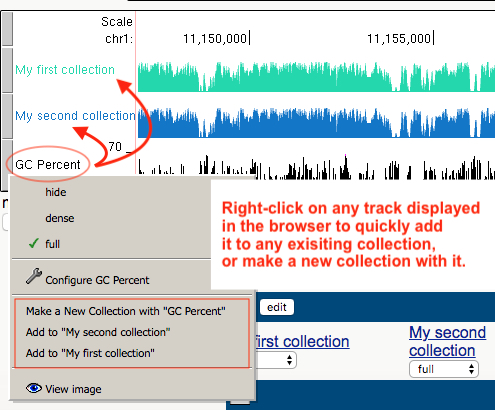 Scale
chr1:
11,150,000|
11,155,000|
My first collection
My second collection
70 _
GC Percent
hide
dense
✓ full
Configure GC Percent
Make a New Collection with "GC Percent"
Add to "My second collection"
Add to "My first collection"
View image
Right-click on any track displayed
in the browser to quickly add
it to any exisiting collection,
or make a new collection with it.
edit
first collection
My second
collection
full